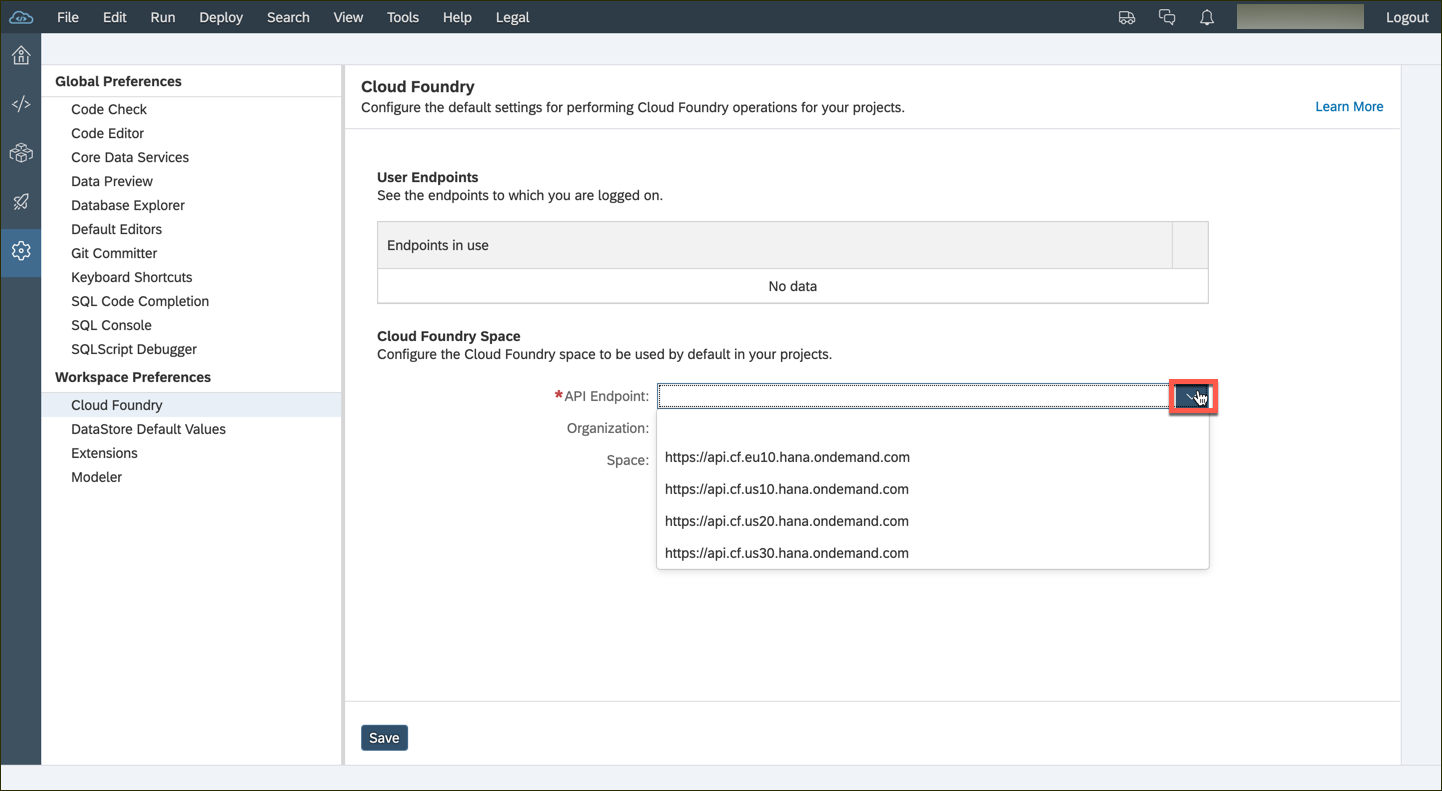 File Edit Run Deploy Search View Tools Help Legal Logout
Global Preferences
Code Check
Code Editor
Core Data Services
Data Preview
Database Explorer
Default Editors
Git Committer
Keyboard Shortcuts
SQL Code Completion
SQL Console
SQLScript Debugger
Workspace Preferences
Cloud Foundry
DataStore Default Values
Extensions
Modeler
Cloud Foundry
Configure the default settings for performing Cloud Foundry operations for your projects.
Learn More
User Endpoints
See the endpoints to which you are logged on.
Endpoints in use
No data
Cloud Foundry Space
Configure the Cloud Foundry space to be used by default in your projects.
*API Endpoint:
Organization:
Space:
https://api.cf.eu10.hana.ondemand.com
https://api.cf.us10.hana.ondemand.com
https://api.cf.us20.hana.ondemand.com
https://api.cf.us30.hana.ondemand.com
Save